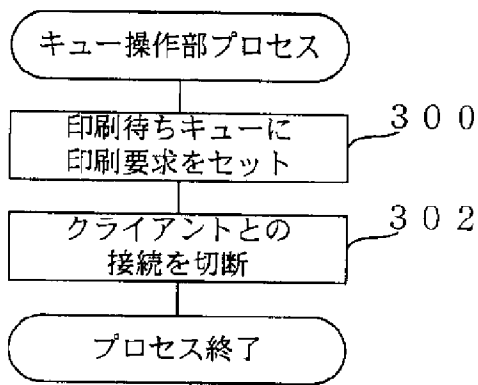 キュー操作部プロセス
印刷待ちキューに
印刷要求をセット
300
クライアントとの
接続を切断
302
プロセス終了